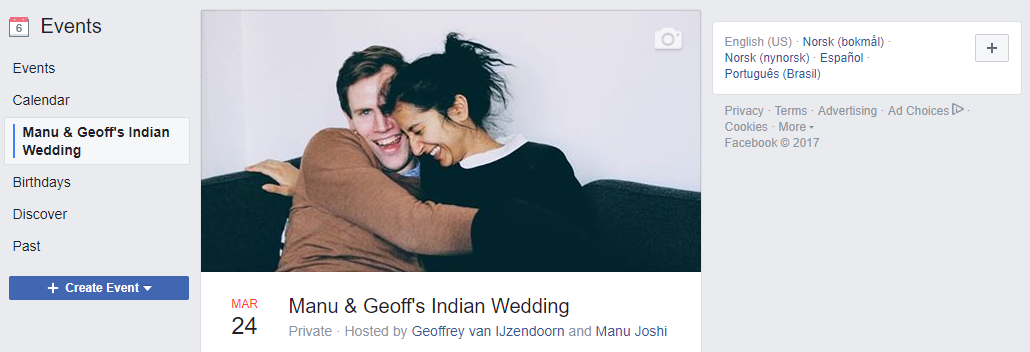 6
Events
Events
Calendar
Manu & Geoff's Indian
Wedding
Birthdays
Discover
Past
+ Create Event
MAR
24
Manu & Geoff's Indian Wedding
Private · Hosted by Geoffrey van IJzendoorn and Manu Joshi
English (US) · Norsk (bokmål) ·
Norsk (nynorsk) · Español ·
Português (Brasil)
+
Privacy · Terms · Advertising · Ad Choices ·
Cookies · More
Facebook © 2017